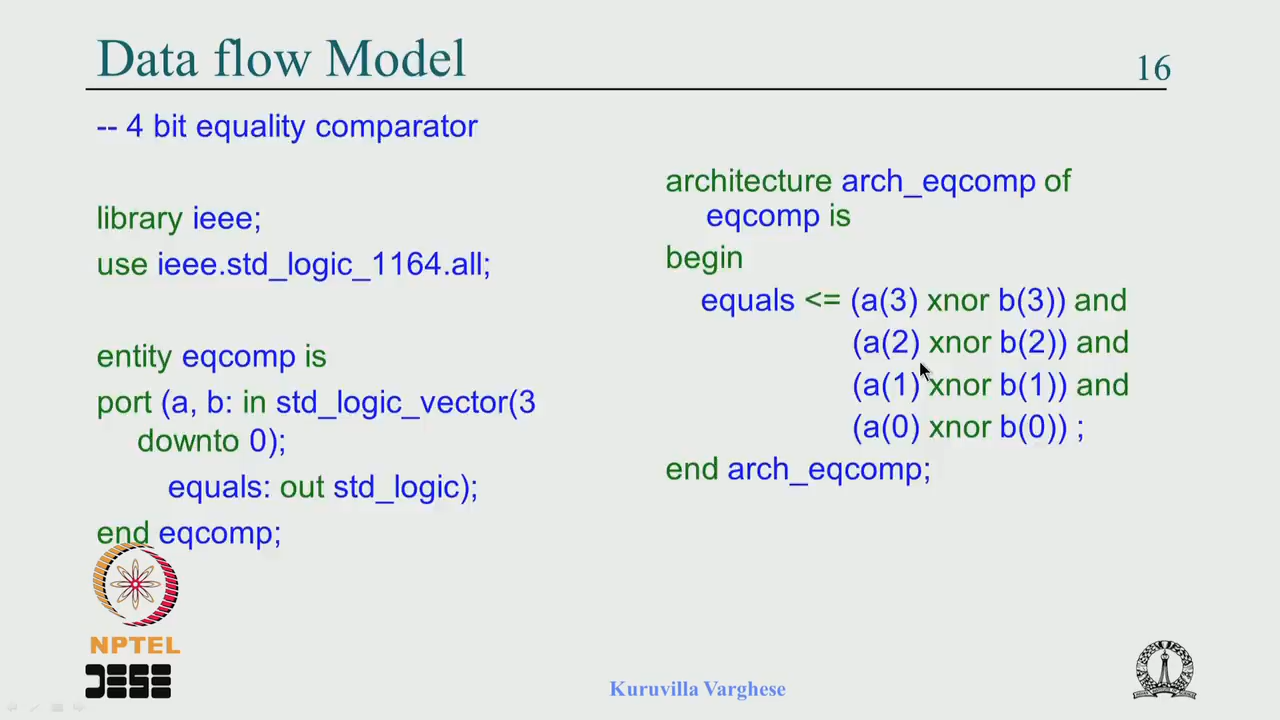 Data flow Model
16
-- 4 bit equality comparator
library ieee;
use ieee.std_logic_1164.all;
entity eqcomp is
port (a, b: in std_logic_vector(3
downto 0);
equals: out std_logic);
end eqcomp;
architecture arch_eqcomp of
eqcomp is
begin
equals <= (a(3) xnor b(3)) and
(a(2) xnor b(2)) and
(a(1) xnor b(1)) and
(a(0) xnor b(0)) ;
end arch_eqcomp;
NPTEL
DESE
Kuruvilla Varghese